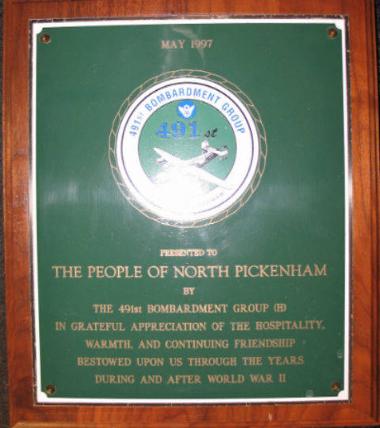 MAY 1997
491st BOMBARDMENT GROUP
491st
PRESENTED TO
THE PEOPLE OF NORTH PICKENHAM
BY
THE 491st BOMBARDMENT GROUP (H)
IN GRATEFUL APPRECIATION OF THE HOSPITALITY,
WARMTH, AND CONTINUING FRIENDSHIP
BESTOWED UPON US THROUGH THE YEARS
DURING AND AFTER WORLD WAR II